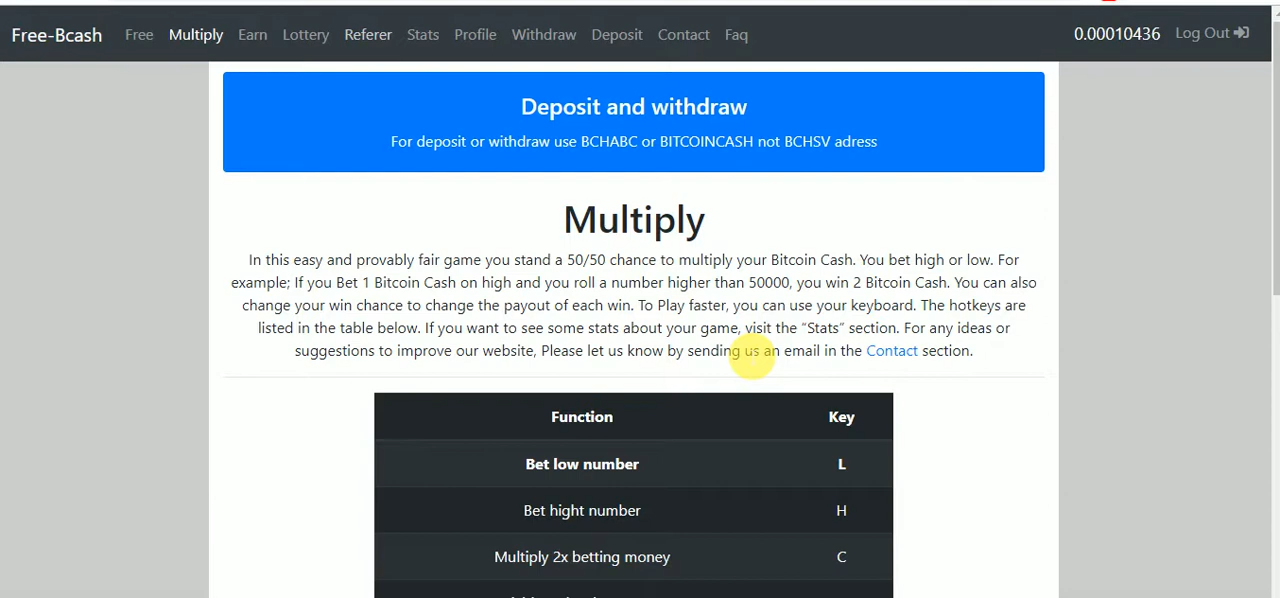 Free-Bcash Free Multiply Earn Lottery Referer Stats Profile Withdraw Deposit Contact Faq 0.00010436 Log Out
Deposit and withdraw
For deposit or withdraw use BCHABC or BITCOINCASH not BCHSV adress
Multiply
In this easy and provably fair game you stand a 50/50 chance to multiply your Bitcoin Cash. You bet high or low. For
example; If you Bet 1 Bitcoin Cash on high and you roll a number higher than 50000, you win 2 Bitcoin Cash. You can also
change your win chance to change the payout of each win. To Play faster, you can use your keyboard. The hotkeys are
listed in the table below. If you want to see some stats about your game, visit the “Stats” section. For any ideas or
suggestions to improve our website, Please let us know by sending us an email in the Contact section.
Function Key
Bet low number L
Bet hight number H
Multiply 2x betting money C